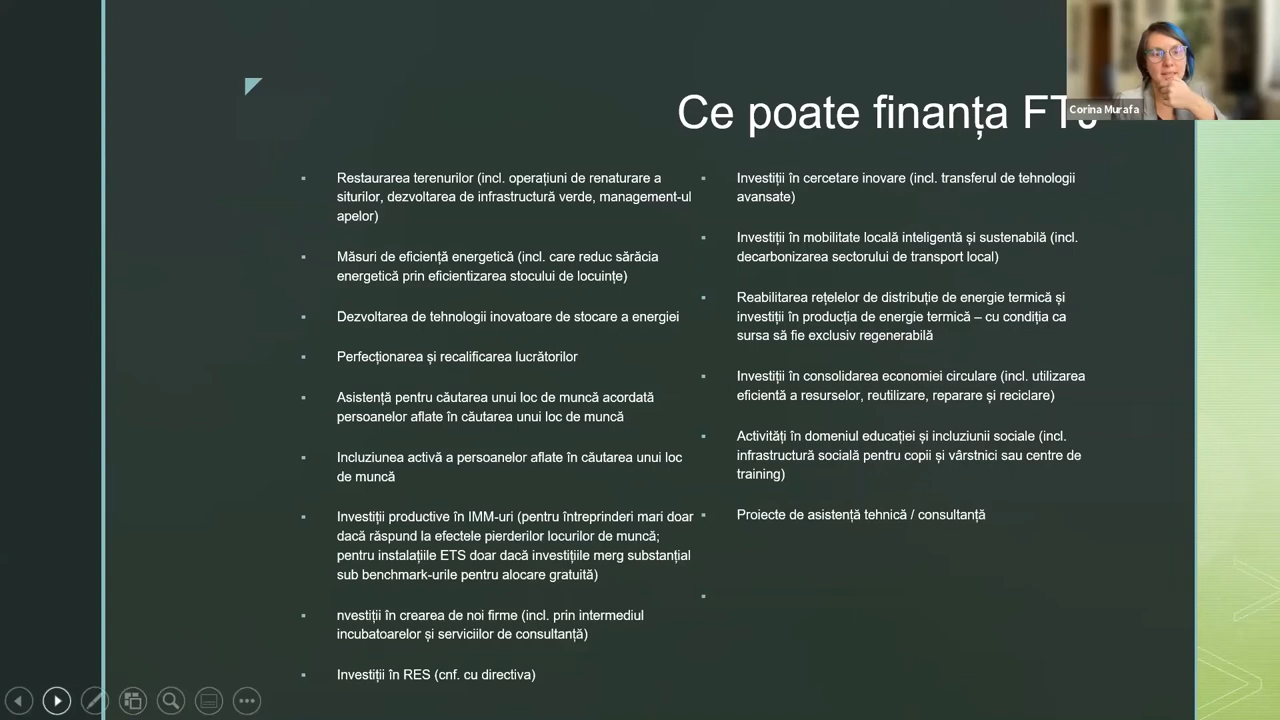 Corina Murafa
Ce poate finanța FTJ
Restaurarea terenurilor (incl. operațiuni de renaturare a
siturilor, dezvoltarea de infrastructură verde, management-ul
apelor)
Măsuri de eficiență energetică (incl. care reduc sărăcia
energetică prin eficientizarea stocului de locuințe)
Dezvoltarea de tehnologii inovatoare de stocare a energiei
Perfecționarea și recalificarea lucrătorilor
Asistență pentru căutarea unui loc de muncă acordată
persoanelor aflate în căutarea unui loc de muncă
Incluziunea activă a persoanelor aflate în căutarea unui loc
de muncă
Investiții productive în IMM-uri (pentru întreprinderi mari doar
dacă răspund la efectele pierderilor locurilor de muncă;
pentru instalațiile ETS doar dacă investițiile merg substanțial
sub benchmark-urile pentru alocare gratuită)
nvestiții în crearea de noi firme (incl. prin intermediul
incubatoarelor și serviciilor de consultanță)
Investiții în RES (cnf. cu directiva)
Investiții în cercetare inovare (incl. transferul de tehnologii
avansate)
Investiții în mobilitate locală inteligentă și sustenabilă (incl.
decarbonizarea sectorului de transport local)
Reabilitarea rețelelor de distribuție de energie termică și
investiții în producția de energie termică – cu condiția ca
sursa să fie exclusiv regenerabilă
Investiții în consolidarea economiei circulare (incl. utilizarea
eficientă a resurselor, reutilizare, reparare și reciclare)
Activități în domeniul educației și incluziunii sociale (incl.
infrastructură socială pentru copii și vârstnici sau centre de
training)
Proiecte de asistență tehnică / consultanță